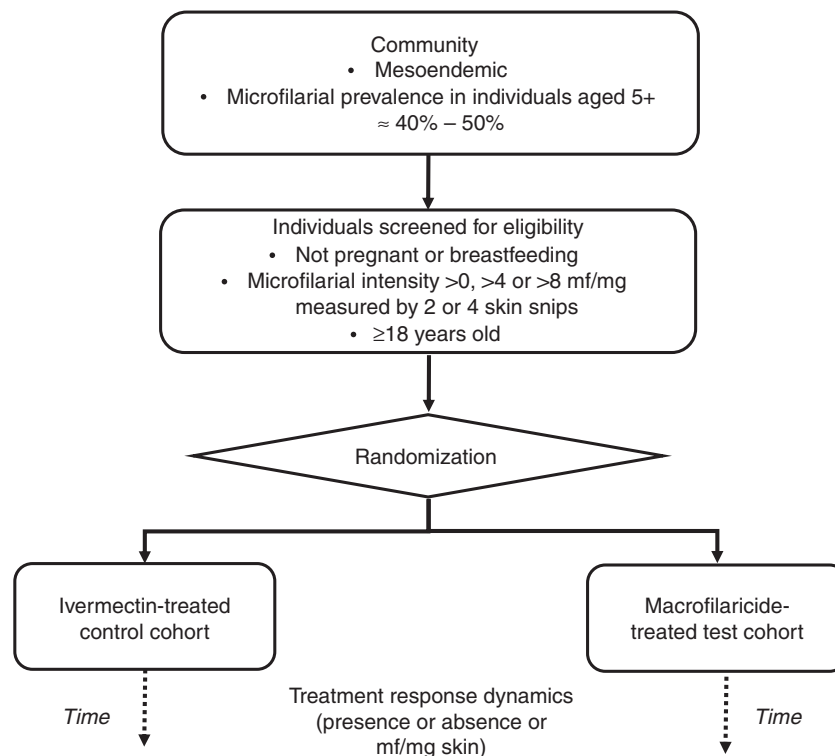 Community
• Mesoendemic
• Microfilarial prevalence in individuals aged 5+
≈ 40% – 50%
Individuals screened for eligibility
• Not pregnant or breastfeeding
• Microfilarial intensity >0, >4 or >8 mf/mg
measured by 2 or 4 skin snips
• ≥18 years old
Randomization
Ivermectin-treated
control cohort
Macrofilaricide-
treated test cohort
Time
Treatment response dynamics
(presence or absence or
mf/mg skin)
Time